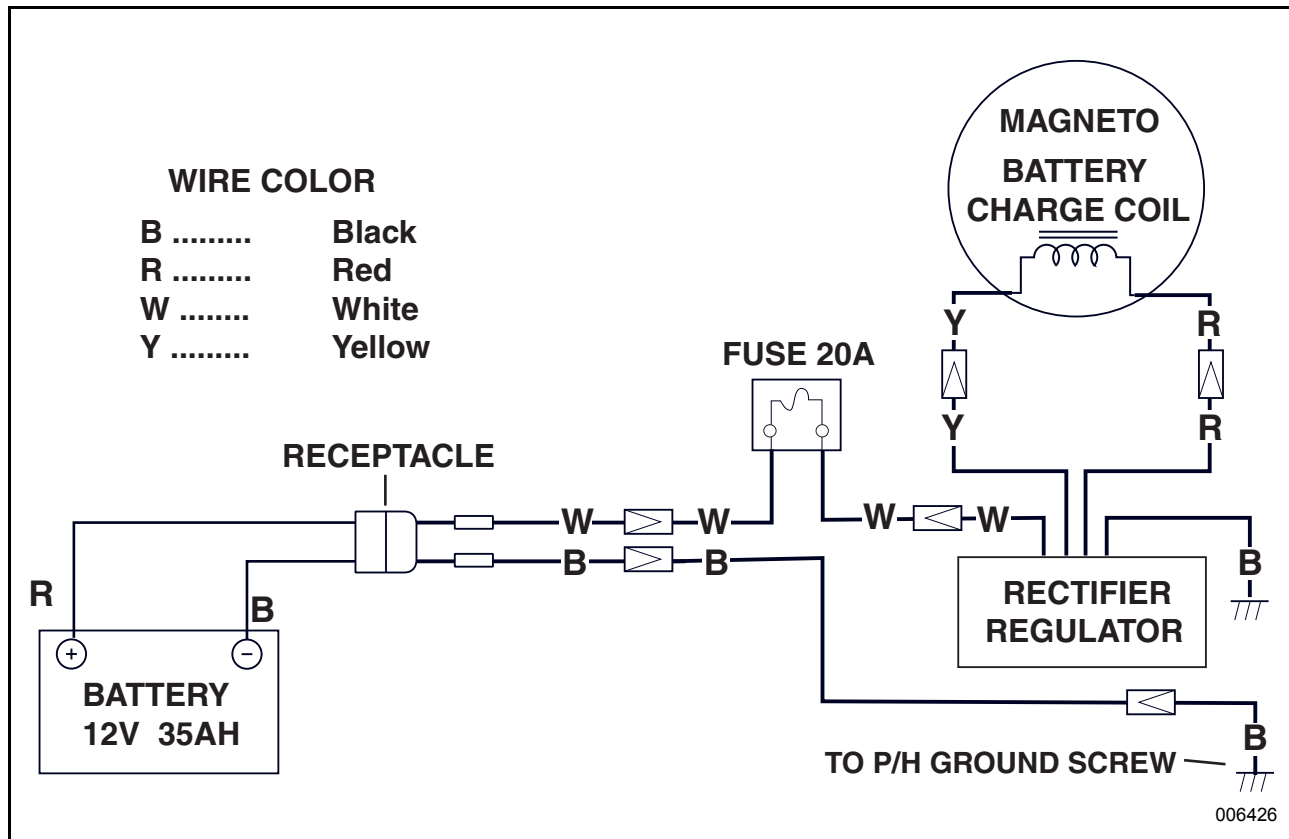 MAGNETO
BATTERY
CHARGE COIL
WIRE COLOR
B ......... Black
R ......... Red
W ........ White
Y ......... Yellow
Y
R
FUSE 20A
Y
R
RECEPTACLE
W
W
W
W
B
B
B
R
B
RECTIFIER
REGULATOR
+
−
BATTERY
12V 35AH
B
TO P/H GROUND SCREW
006426